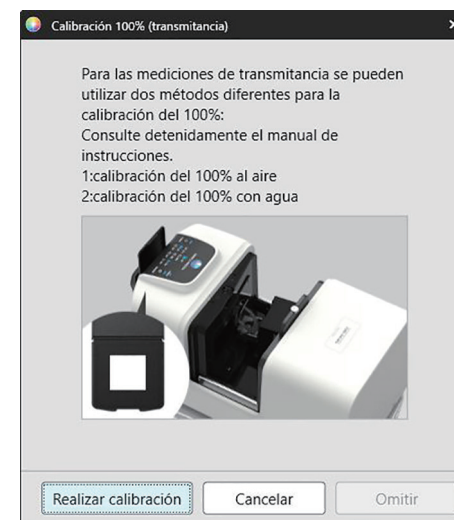 Calibración 100% (transmitancia)
Para las mediciones de transmitancia se pueden
utilizar dos métodos diferentes para la
calibración del 100%:
Consulte detenidamente el manual de
instrucciones.
1:calibración del 100% al aire
2:calibración del 100% con agua
Realizar calibración
Cancelar
Omitir